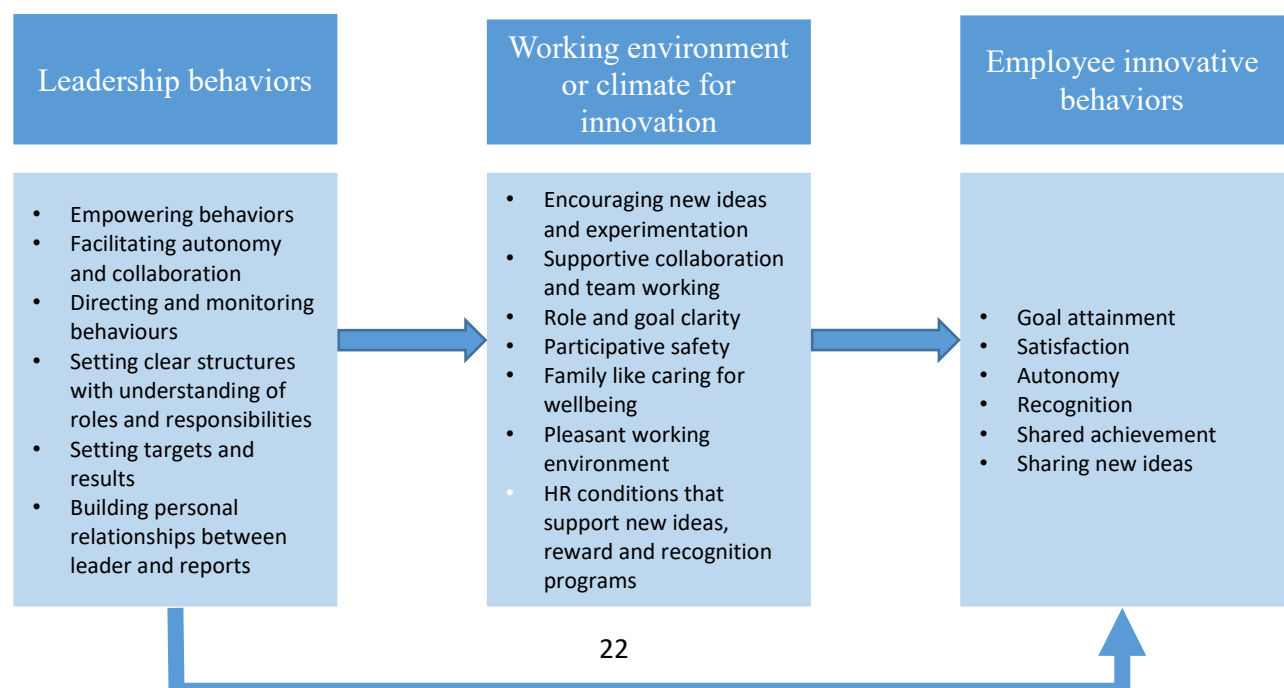 Leadership behaviors
Working environment
or climate for
innovation
Employee innovative
behaviors
• Empowering behaviors
• Facilitating autonomy
and collaboration
• Directing and monitoring
behaviours
• Setting clear structures
with understanding of
roles and responsibilities
• Setting targets and
results
• Building personal
relationships between
leader and reports
• Encouraging new ideas
and experimentation
• Supportive collaboration
and team working
• Role and goal clarity
• Participative safety
• Family like caring for
wellbeing
• Pleasant working
environment
• HR conditions that
support new ideas,
reward and recognition
programs
• Goal attainment
• Satisfaction
• Autonomy
• Recognition
• Shared achievement
• Sharing new ideas
22